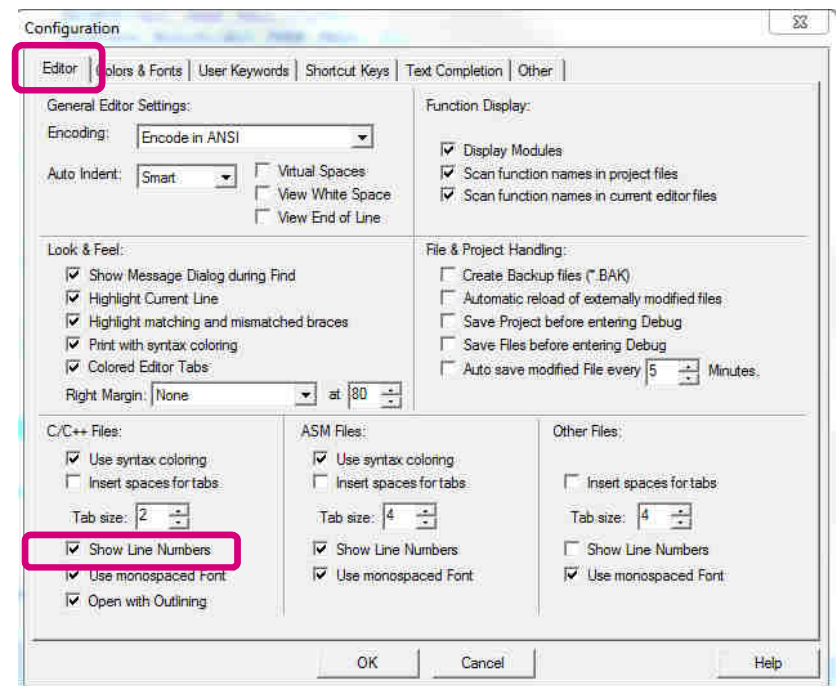 Configuration
Editor Colors & Fonts User Keywords Shortcut Keys Text Completion Other
General Editor Settings:
Encoding: Encode in ANSI
Auto Indent: Smart
Virtual Spaces
View White Space
View End of Line
Function Display:
Display Modules
Scan function names in project files
Scan function names in current editor files
Look & Feel:
Show Message Dialog during Find
Highlight Current Line
Highlight matching and mismatched braces
Print with syntax coloring
Colored Editor Tabs
Right Margin: None at 80
File & Project Handling:
Create Backup files (*.BAK)
Automatic reload of externally modified files
Save Project before entering Debug
Save Files before entering Debug
Auto save modified File every 5 Minutes.
C/C++ Files:
Use syntax coloring
Insert spaces for tabs
Tab size: 2
Show Line Numbers
Use monospaced Font
Open with Outlining
ASM Files:
Use syntax coloring
Insert spaces for tabs
Tab size: 4
Show Line Numbers
Use monospaced Font
Other Files:
Insert spaces for tabs
Tab size: 4
Show Line Numbers
Use monospaced Font
OK Cancel Help